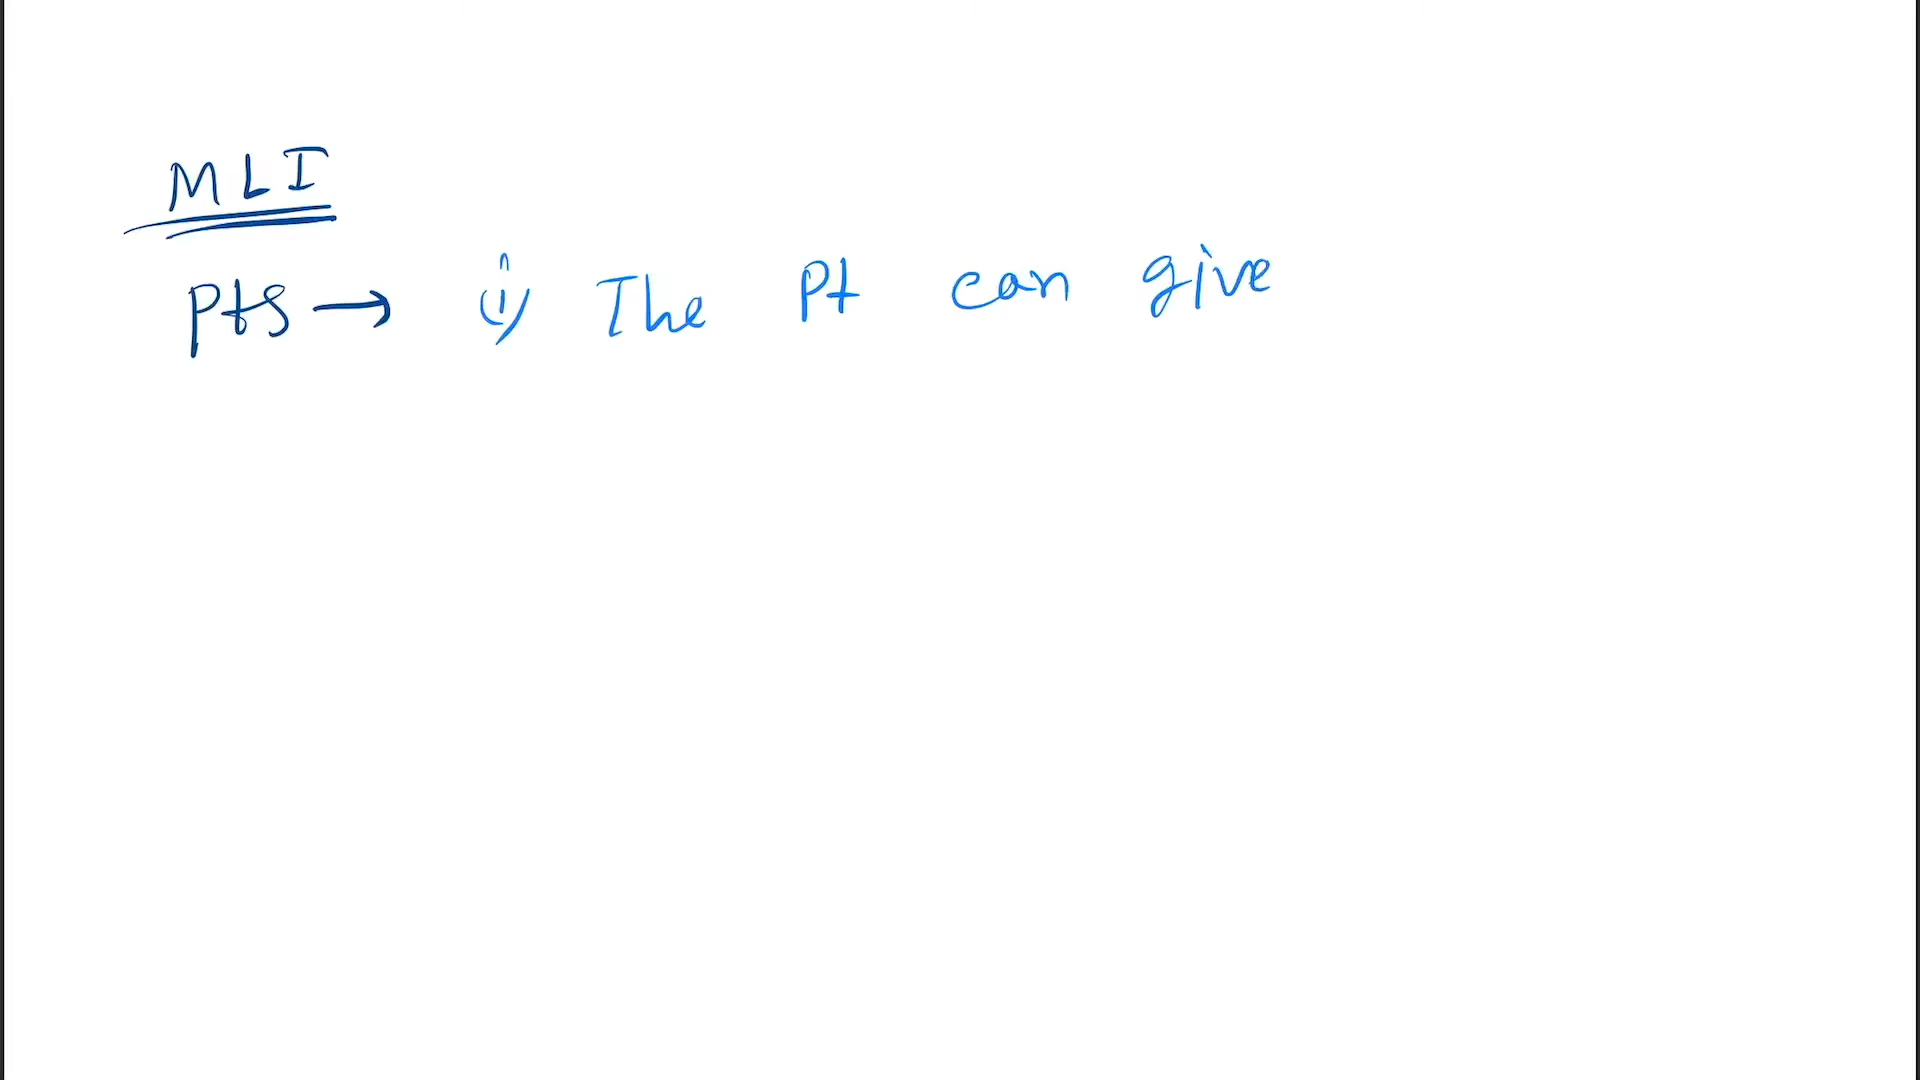 MLI
Pts → (i) The Pt can give